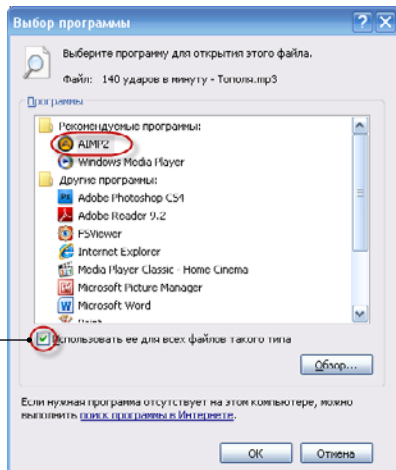 Выбор программы
Выберите программу для открытия этого файла.
Файл: 140 ударов в минуту - Тополя.mp3
Программы
Рекомендуемые программы:
AIMP2
Windows Media Player
Другие программы:
Adobe Photoshop CS4
Adobe Reader 9.2
FSViewer
Internet Explorer
Media Player Classic - Home Cinema
Microsoft Picture Manager
Microsoft Word
Использовать ее для всех файлов такого типа
Обзор...
Если нужная программа отсутствует на этом компьютере, можно
выполнить поиск программы в Интернете.
ОК Отмена